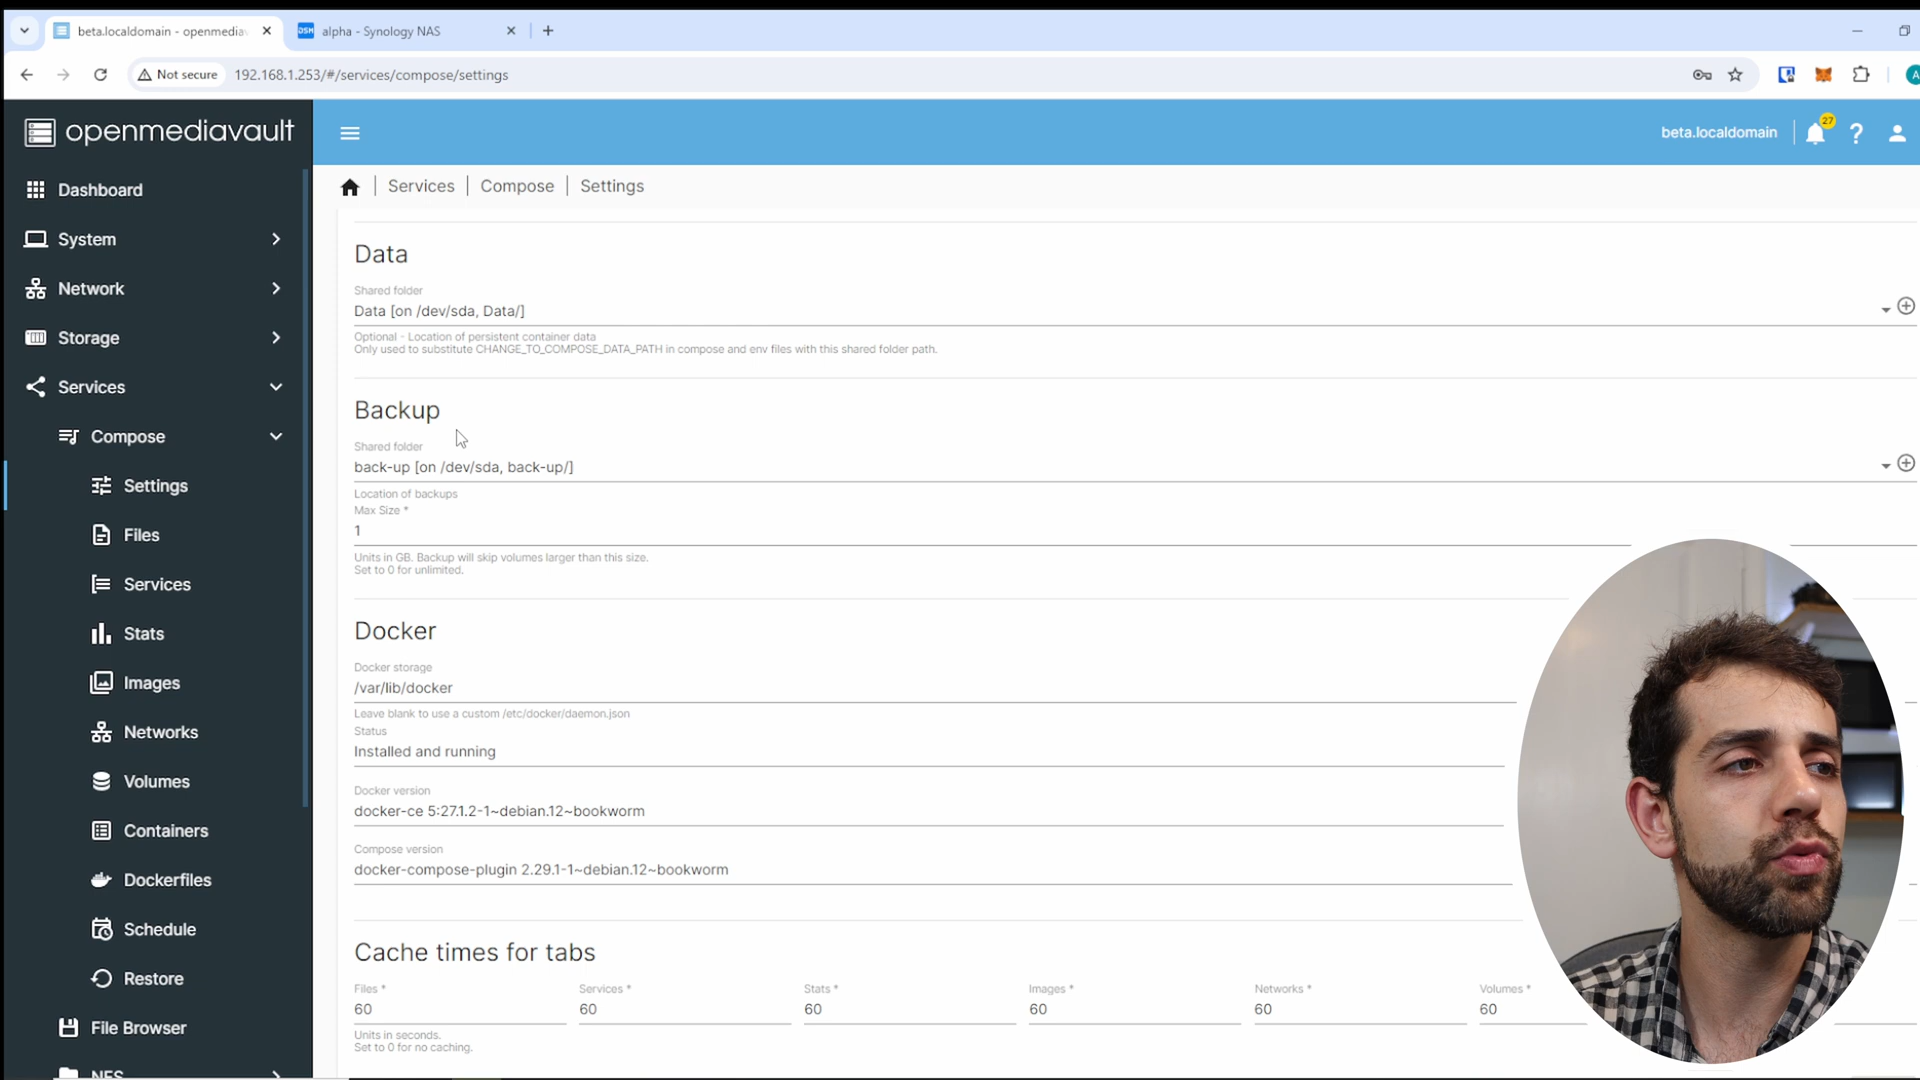 beta.localdomain - openmediav
DSM
alpha - Synology NAS
Not secure
192.168.1.253/#/services/compose/settings
A
openmediavault
beta.localdomain
27
Dashboard
System
Network
Storage
Services
Compose
Settings
Files
Services
Stats
Images
Networks
Volumes
Containers
Dockerfiles
Schedule
Restore
File Browser
NFS
Services | Compose | Settings
Data
Shared folder
Data [on /dev/sda, Data/]
Optional - Location of persistent container data
Only used to substitute CHANGE_TO_COMPOSE_DATA_PATH in compose and env files with this shared folder path.
Backup
Shared folder
back-up [on /dev/sda, back-up/]
Location of backups
Max Size *
1
Units in GB. Backup will skip volumes larger than this size.
Set to 0 for unlimited.
Docker
Docker storage
/var/lib/docker
Leave blank to use a custom /etc/docker/daemon.json
Status
Installed and running
Docker version
docker-ce 5:27.1.2-1~debian.12~bookworm
Compose version
docker-compose-plugin 2.29.1-1~debian.12~bookworm
Cache times for tabs
Files * Services * Stats * Images * Networks * Volumes *
60 60 60 60 60 60
Units in seconds.
Set to 0 for no caching.